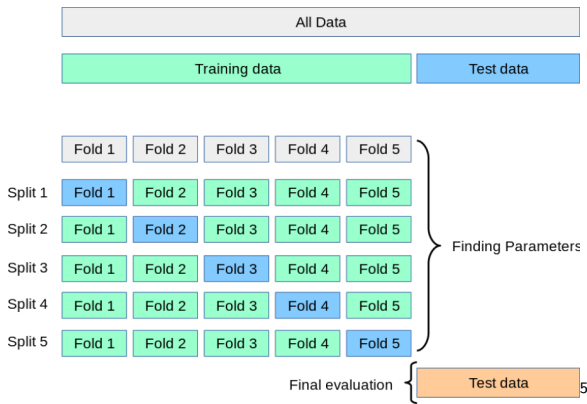 All Data
Training data Test data
Fold 1 Fold 2 Fold 3 Fold 4 Fold 5
Split 1 Fold 1 Fold 2 Fold 3 Fold 4 Fold 5
Split 2 Fold 1 Fold 2 Fold 3 Fold 4 Fold 5
Finding Parameters
Split 3 Fold 1 Fold 2 Fold 3 Fold 4 Fold 5
Split 4 Fold 1 Fold 2 Fold 3 Fold 4 Fold 5
Split 5 Fold 1 Fold 2 Fold 3 Fold 4 Fold 5
Final evaluation Test data 5